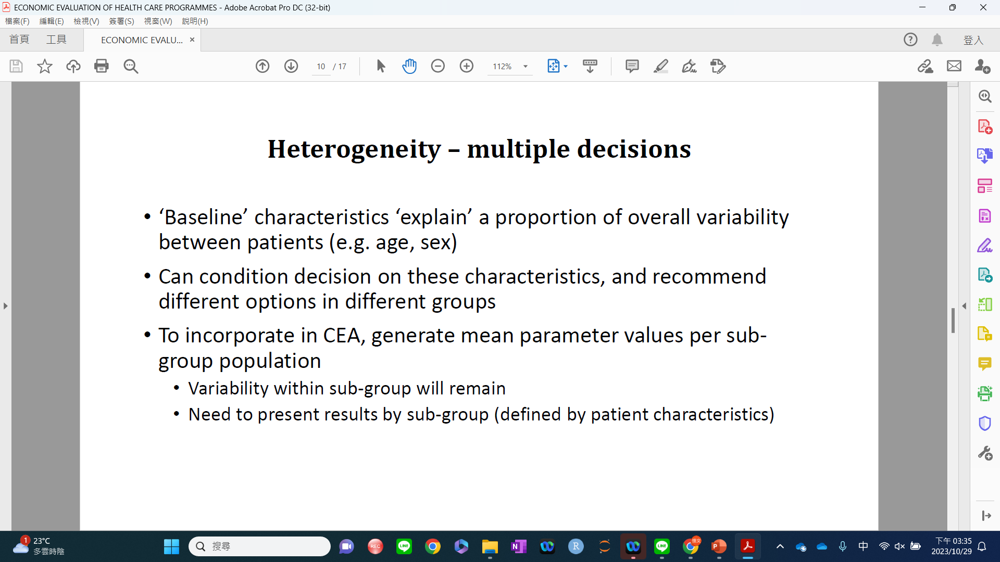 ECONOMIC EVALUATION OF HEALTH CARE PROGRAMMES - Adobe Acrobat Pro DC (32-bit)
檔案(F) 編輯(E) 檢視(V) 簽署(S) 視窗(W) 說明(H)
首頁 工具 ECONOMIC EVALU... × 登入
10 / 17 112%
Heterogeneity – multiple decisions
• ‘Baseline’ characteristics ‘explain’ a proportion of overall variability
between patients (e.g. age, sex)
• Can condition decision on these characteristics, and recommend
different options in different groups
• To incorporate in CEA, generate mean parameter values per sub-
group population
• Variability within sub-group will remain
• Need to present results by sub-group (defined by patient characteristics)
1 23°C
多雲時陰
搜尋
REC
LINE
N
R
LINE
P
中
下午 03:35
2023/10/29